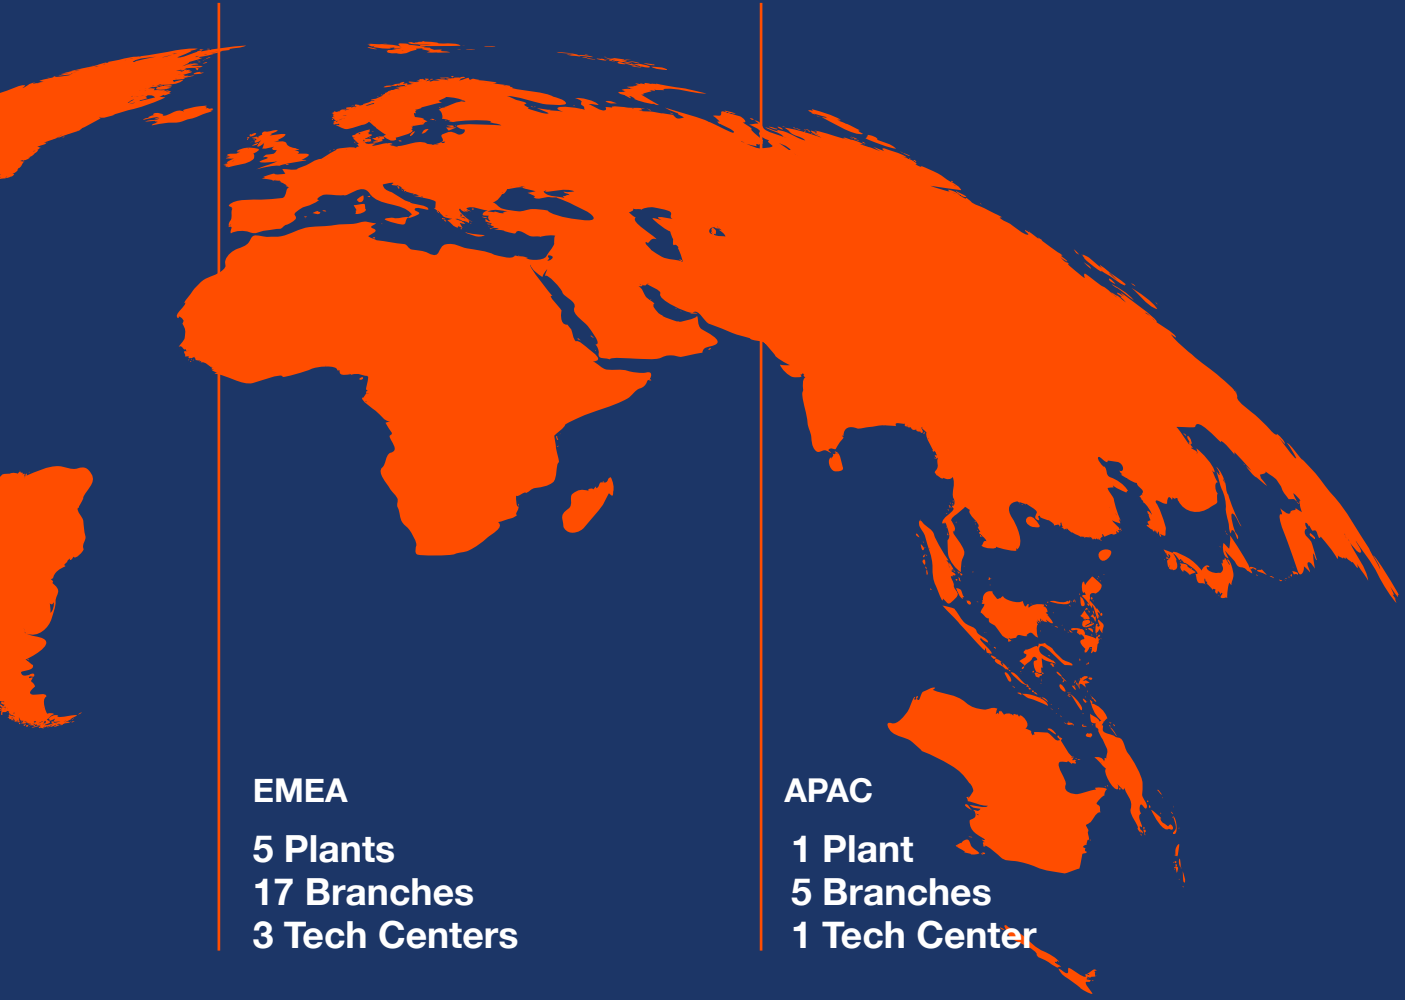 EMEA
5 Plants
17 Branches
3 Tech Centers
APAC
1 Plant
5 Branches
1 Tech Center